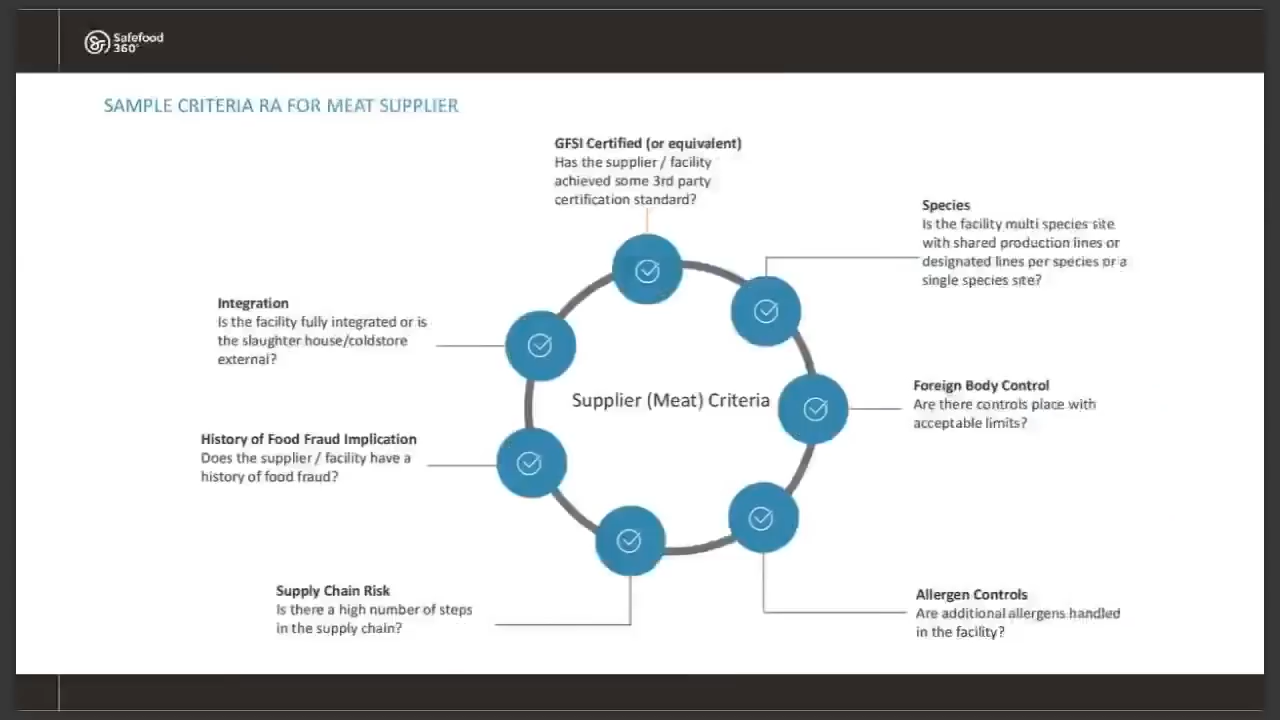 Safefood
360°
SAMPLE CRITERIA RA FOR MEAT SUPPLIER
GFSI Certified (or equivalent)
Has the supplier / facility
achieved some 3rd party
certification standard?
Species
Is the facility multi species site
with shared production lines or
designated lines per species or a
single species site?
Integration
Is the facility fully integrated or is
the slaughter house/coldstore
external?
Foreign Body Control
Are there controls place with
acceptable limits?
Supplier (Meat) Criteria
History of Food Fraud Implication
Does the supplier / facility have a
history of food fraud?
Supply Chain Risk
Is there a high number of steps
in the supply chain?
Allergen Controls
Are additional allergens handled
in the facility?